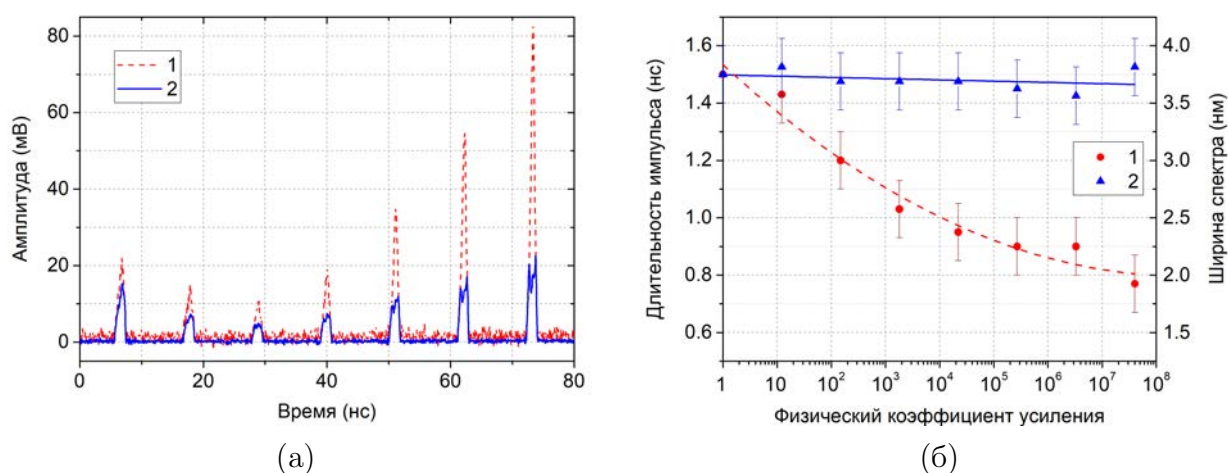 Амплитуда (мВ)
80
60
40
20
0
1
2
0 20 40 60 80
Время (нс)
(а)
Длительность импульса (нс)
1.6
1.4
1.2
1.0
0.8
0.6
1
2
4.0
3.5
3.0
2.5
2.0
1.5
Ширина спектра (нм)
1 10 10² 10³ 10⁴ 10⁵ 10⁶ 10⁷ 10⁸
Физический коэффициент усиления
(б)